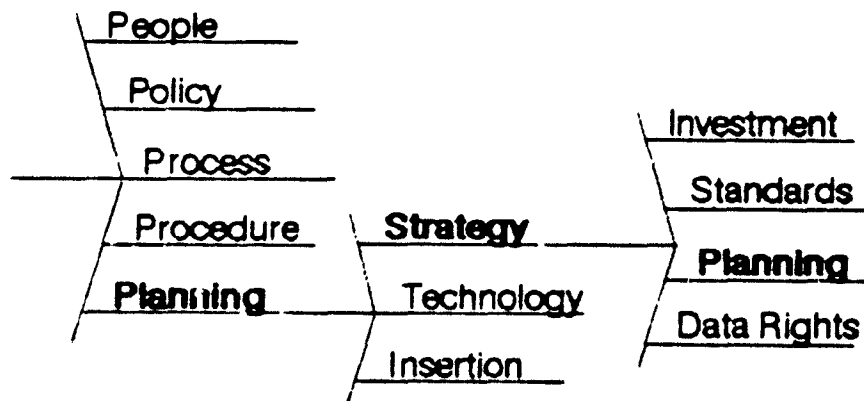 People
Policy
Process
Procedure
Planning
Strategy
Technology
Insertion
Investment
Standards
Planning
Data Rights